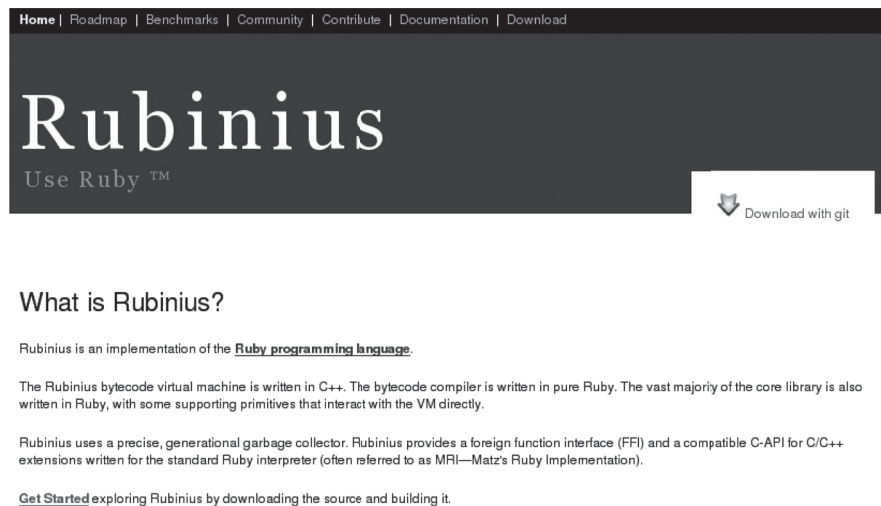 Home | Roadmap | Benchmarks | Community | Contribute | Documentation | Download
Rubinius
Use Ruby ™
Download with git
What is Rubinius?
Rubinius is an implementation of the Ruby programming language.
The Rubinius bytecode virtual machine is written in C++. The bytecode compiler is written in pure Ruby. The vast majority of the core library is also
written in Ruby, with some supporting primitives that interact with the VM directly.
Rubinius uses a precise, generational garbage collector. Rubinius provides a foreign function interface (FFI) and a compatible C-API for C/C++
extensions written for the standard Ruby interpreter (often referred to as MRI—Matz's Ruby Implementation).
Get Started exploring Rubinius by downloading the source and building it.